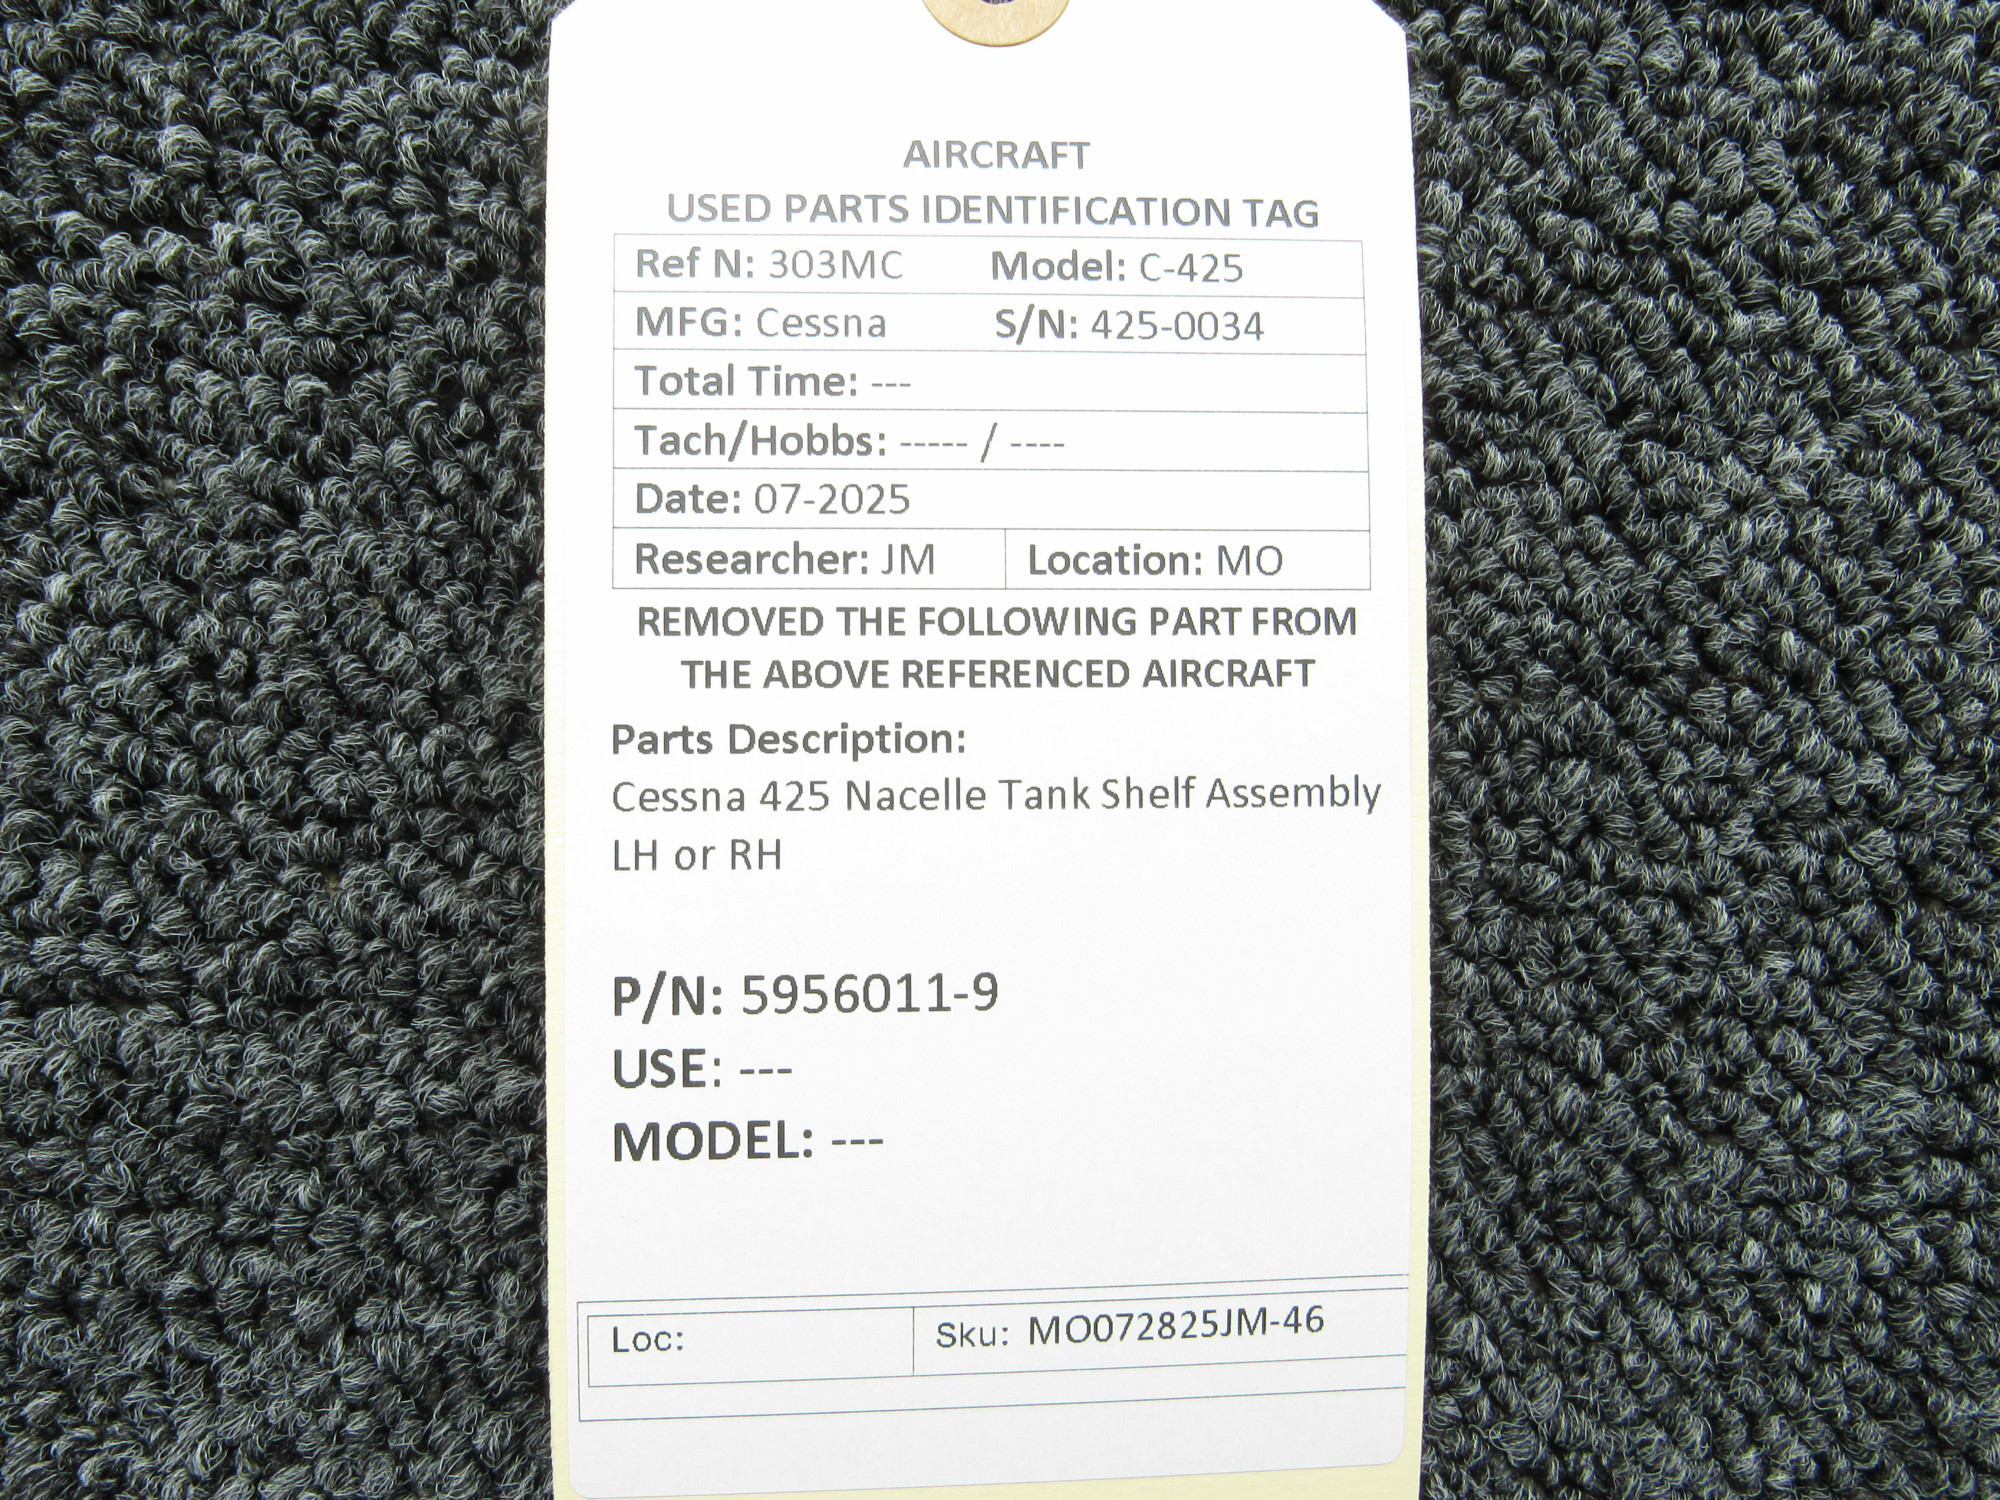 AIRCRAFT
USED PARTS IDENTIFICATION TAG
Ref N: 303MC Model: C-425
MFG: Cessna S/N: 425-0034
Total Time: ---
Tach/Hobbs: ----- / ----
Date: 07-2025
Researcher: JM Location: MO
REMOVED THE FOLLOWING PART FROM
THE ABOVE REFERENCED AIRCRAFT
Parts Description:
Cessna 425 Nacelle Tank Shelf Assembly
LH or RH
P/N: 5956011-9
USE: ---
MODEL: ---
Loc: Sku: MO072825JM-46